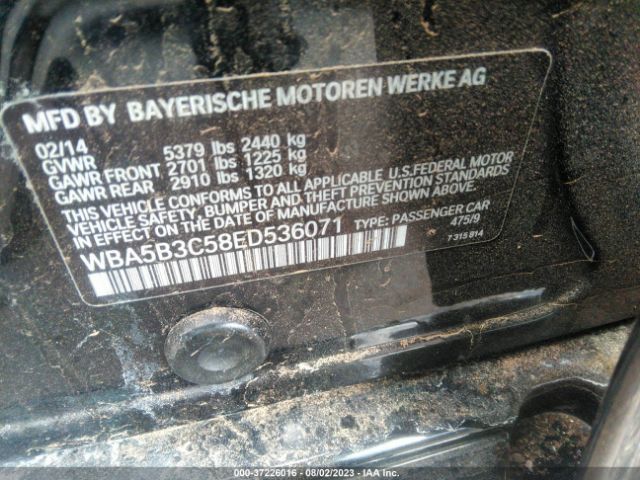 MFD BY BAYERISCHE MOTOREN WERKE AG
02/14
GVWR 5379 lbs 2440 kg
GAWR FRONT 2701 lbs 1225 kg
GAWR REAR 2910 lbs 1320 kg
THIS VEHICLE CONFORMS TO ALL APPLICABLE U.S.FEDERAL MOTOR
VEHICLE SAFETY, BUMPER AND THEFT PREVENTION STANDARDS
IN EFFECT ON THE DATE OF MANUFACTURE SHOWN ABOVE.
WBA5B3C58ED536071 TYPE: PASSENGER CAR
475/9
7 315 814
000-37226016 - 08/02/2023 - IAA Inc.